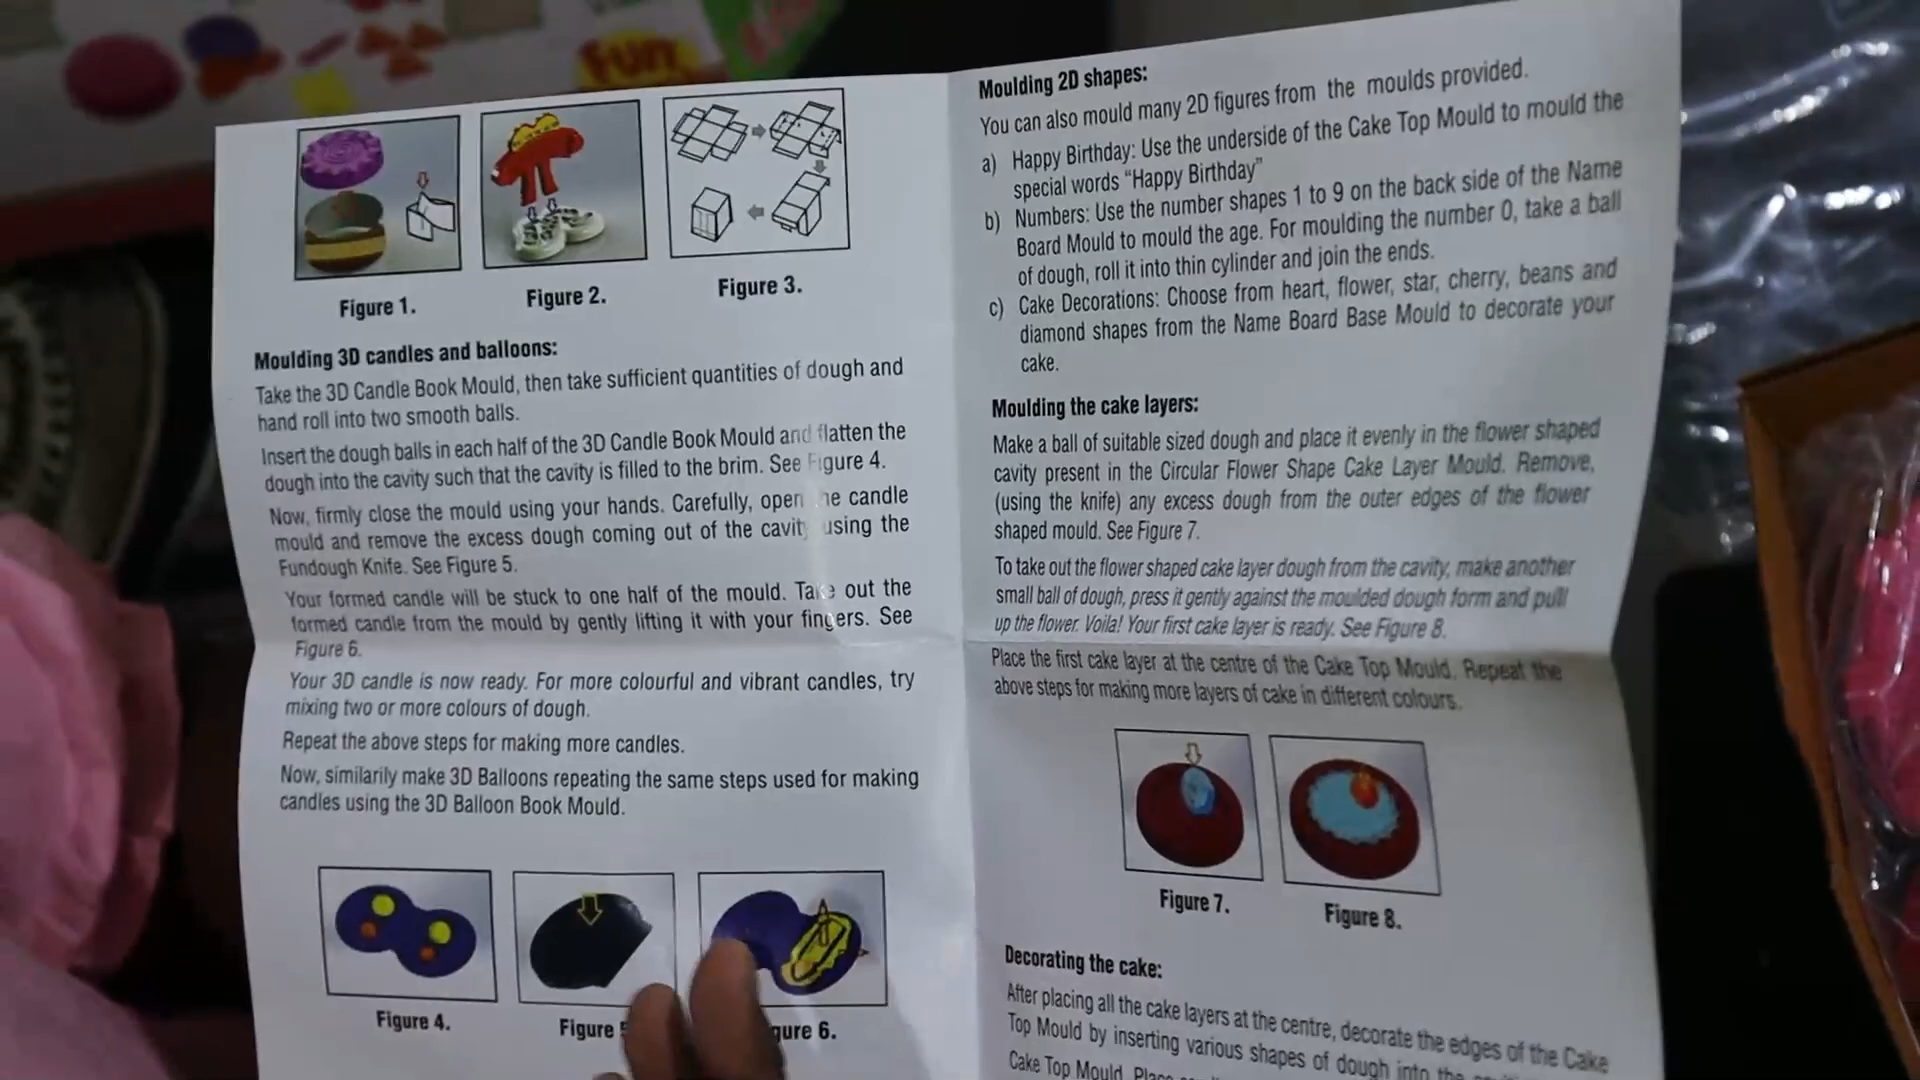 Fun
Figure 1.
Figure 2.
Figure 3.
Moulding 3D candles and balloons:
Take the 3D Candle Book Mould, then take sufficient quantities of dough and
hand roll into two smooth balls.
Insert the dough balls in each half of the 3D Candle Book Mould and flatten the
dough into the cavity such that the cavity is filled to the brim. See Figure 4.
Now, firmly close the mould using your hands. Carefully, open he candle
mould and remove the excess dough coming out of the cavity using the
Fundough Knife. See Figure 5.
Your formed candle will be stuck to one half of the mould. Take out the
formed candle from the mould by gently lifting it with your fingers. See
Figure 6.
Your 3D candle is now ready. For more colourful and vibrant candles, try
mixing two or more colours of dough.
Repeat the above steps for making more candles.
Now, similarily make 3D Balloons repeating the same steps used for making
candles using the 3D Balloon Book Mould.
Figure 4.
Figure 5
gure 6.
Moulding 2D shapes:
You can also mould many 2D figures from the moulds provided.
a) Happy Birthday: Use the underside of the Cake Top Mould to mould the
special words "Happy Birthday"
b) Numbers: Use the number shapes 1 to 9 on the back side of the Name
Board Mould to mould the age. For moulding the number 0, take a ball
of dough, roll it into thin cylinder and join the ends.
c) Cake Decorations: Choose from heart, flower, star, cherry, beans and
diamond shapes from the Name Board Base Mould to decorate your
cake.
Moulding the cake layers:
Make a ball of suitable sized dough and place it evenly in the flower shaped
cavity present in the Circular Flower Shape Cake Layer Mould. Remove,
(using the knife) any excess dough from the outer edges of the flower
shaped mould. See Figure 7.
To take out the flower shaped cake layer dough from the cavity, make another
small ball of dough, press it gently against the moulded dough form and pull
up the flower. Voila! Your first cake layer is ready. See Figure 8.
Place the first cake layer at the centre of the Cake Top Mould. Repeat the
above steps for making more layers of cake in different colours.
Figure 7.
Figure 8.
Decorating the cake:
After placing all the cake layers at the centre, decorate the edges of the Cake
Top Mould by inserting various shapes of dough into the
Cake Top Mould.